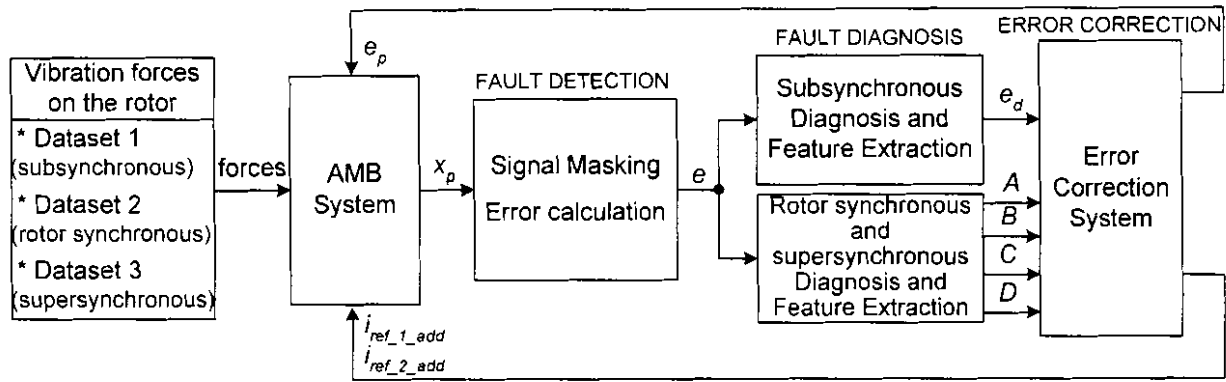 ERROR CORRECTION
FAULT DIAGNOSIS
e_p
FAULT DETECTION
Vibration forces
on the rotor
* Dataset 1
(subsynchronous)
* Dataset 2
(rotor synchronous)
* Dataset 3
(supersynchronous)
forces
AMB
System
x_p
Signal Masking
Error calculation
e
Subsynchronous
Diagnosis and
Feature Extraction
e_d
Rotor synchronous
and
supersynchronous
Diagnosis and
Feature Extraction
A
B
C
D
Error
Correction
System
i_ref_1_add
i_ref_2_add